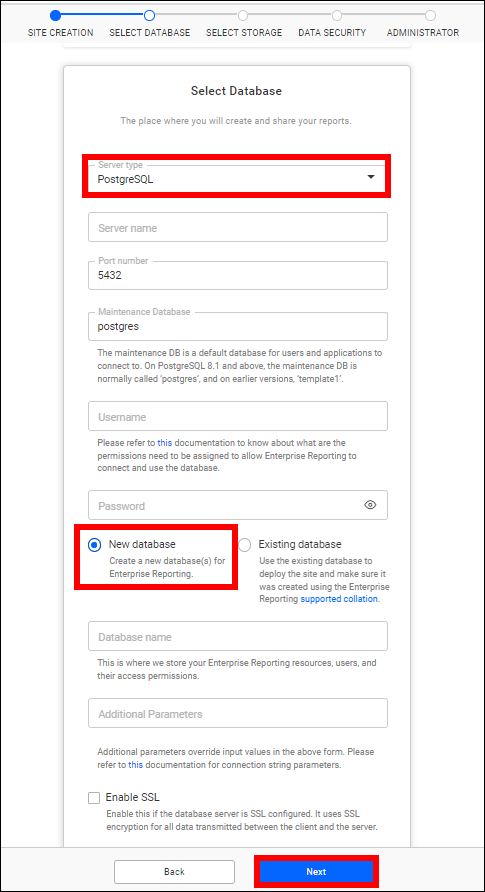 SITE CREATION SELECT DATABASE SELECT STORAGE DATA SECURITY ADMINISTRATOR
Select Database
The place where you will create and share your reports.
Server type
PostgreSQL
Server name
Port number
5432
Maintenance Database
postgres
The maintenance DB is a default database for users and applications to
connect to. On PostgreSQL 8.1 and above, the maintenance DB is
normally called 'postgres', and on earlier versions, 'template1'.
Username
Please refer to this documentation to know about what are the
permissions need to be assigned to allow Enterprise Reporting to
connect and use the database.
Password
New database
Create a new database(s) for
Enterprise Reporting.
Existing database
Use the existing database to
deploy the site and make sure it
was created using the Enterprise
Reporting supported collation.
Database name
This is where we store your Enterprise Reporting resources, users, and
their access permissions.
Additional Parameters
Additional parameters override input values in the above form. Please
refer to this documentation for connection string parameters.
Enable SSL
Enable this if the database server is SSL configured. It uses SSL
encryption for all data transmitted between the client and the server.
Back Next